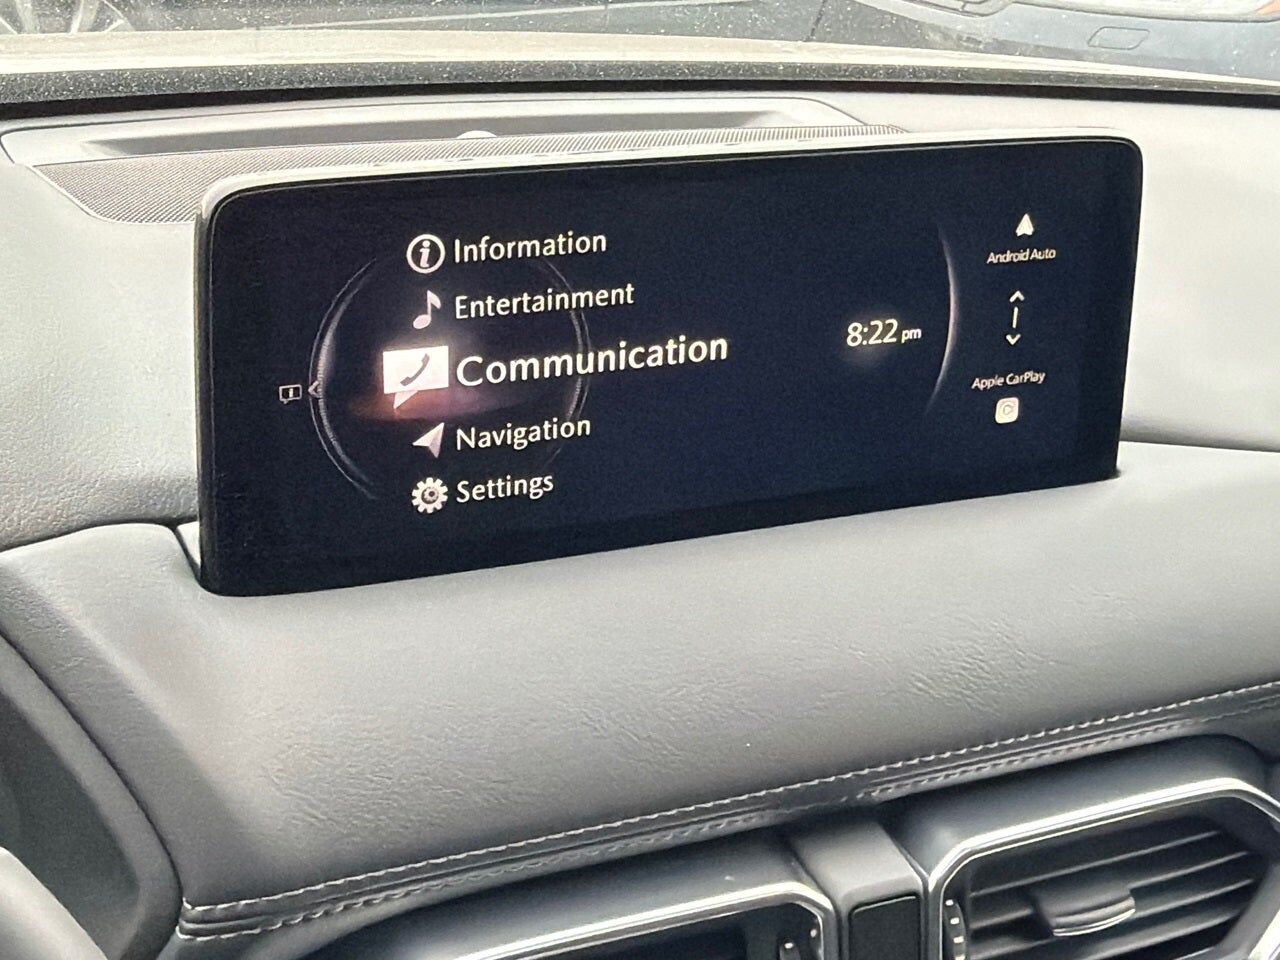 Information
Entertainment
Communication
Navigation
Settings
8:22 pm
Android Auto
Apple CarPlay